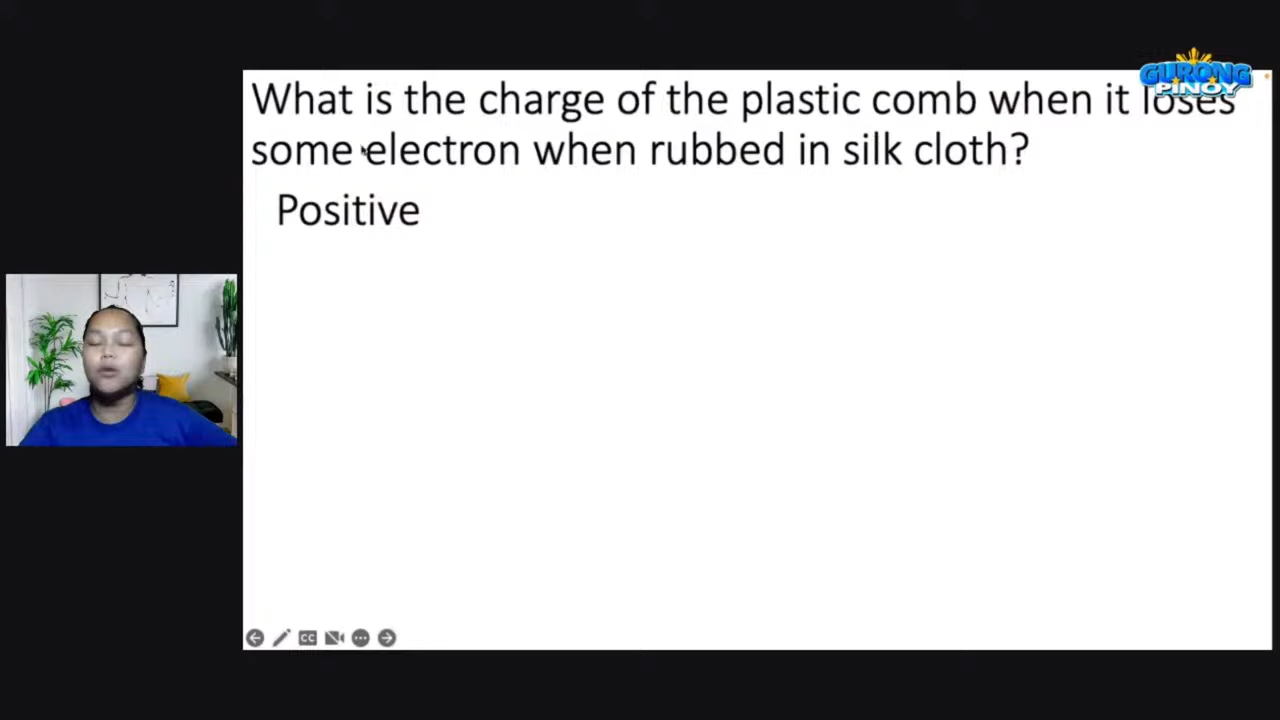 GURONG
PINOY
What is the charge of the plastic comb when it loses
some electron when rubbed in silk cloth?
Positive
CC